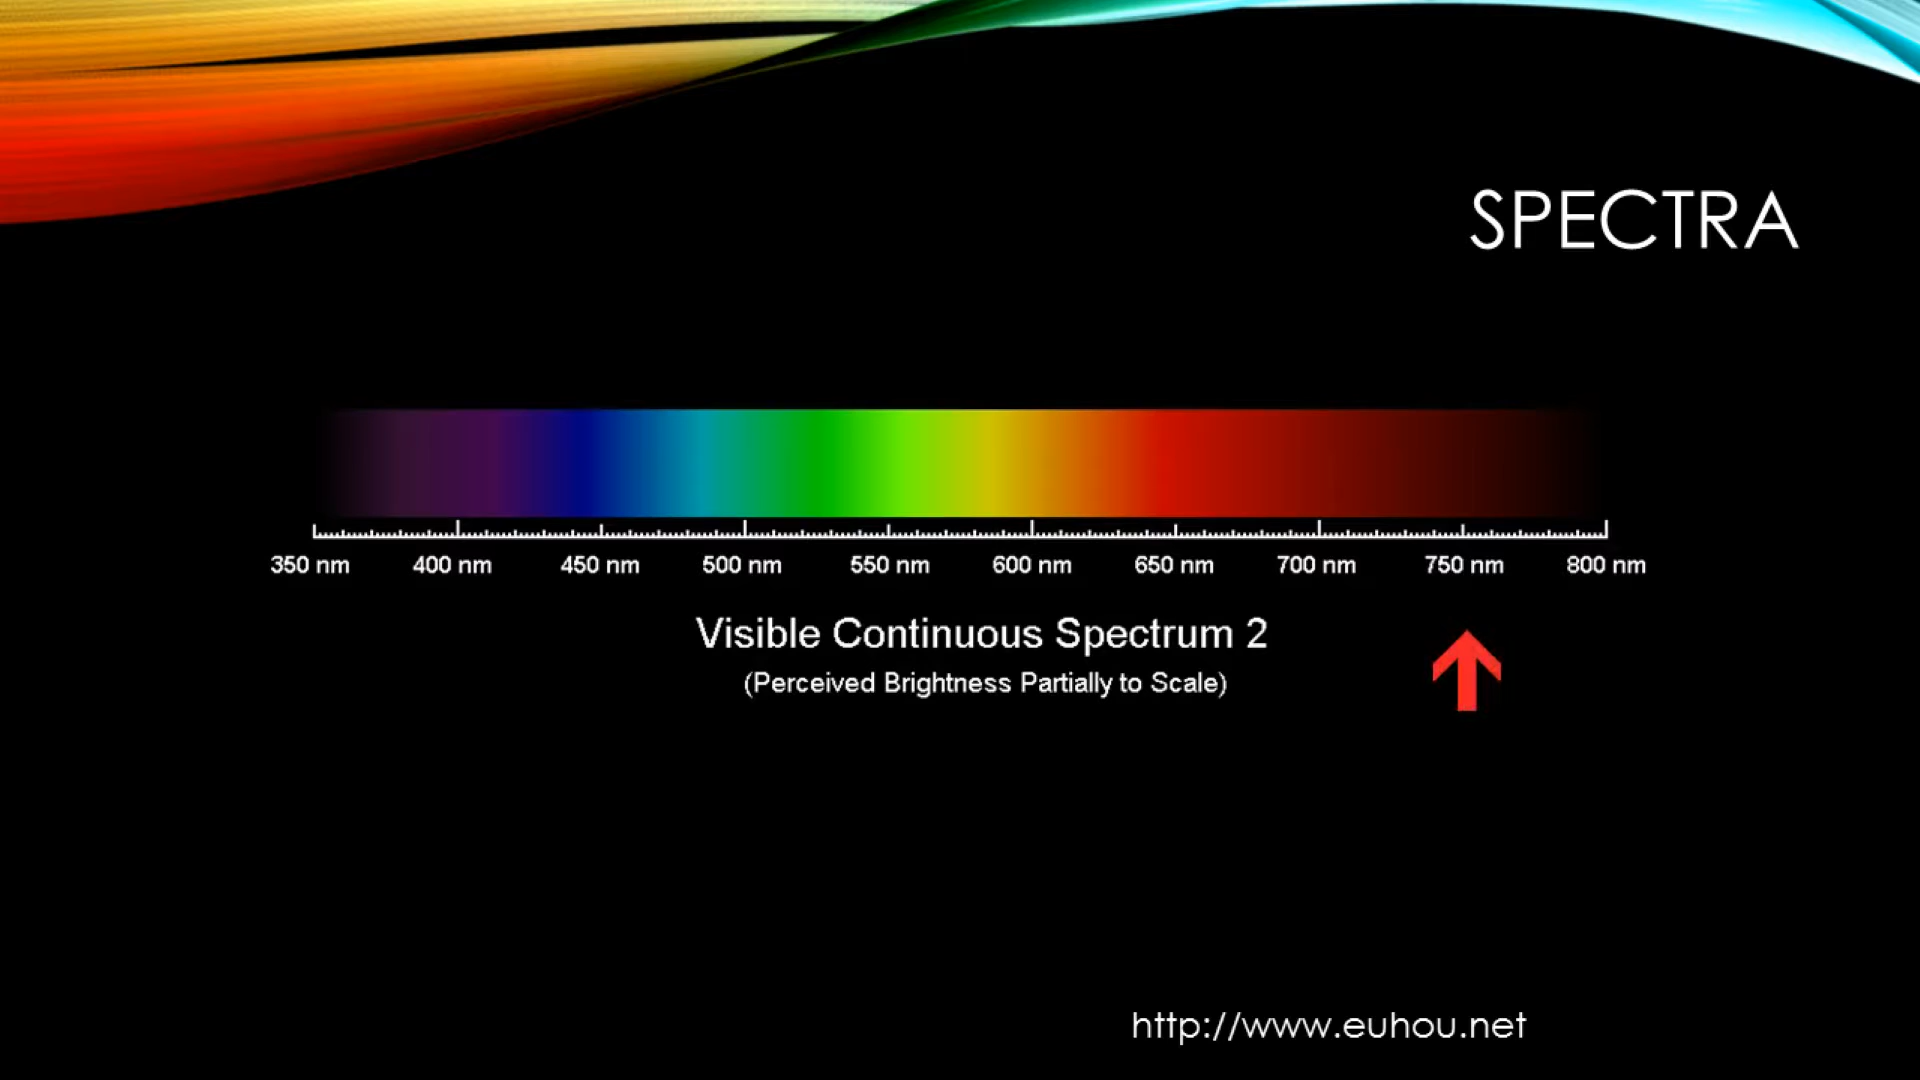 SPECTRA
350 nm 400 nm 450 nm 500 nm 550 nm 600 nm 650 nm 700 nm 750 nm 800 nm
Visible Continuous Spectrum 2
(Perceived Brightness Partially to Scale)
http://www.euhou.net